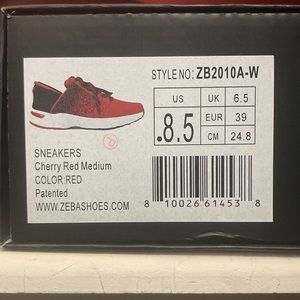 STYLE NO: ZB2010A-W
US UK 6.5
.8.5 EUR 39
CM 24.8
SNEAKERS
Cherry Red Medium
COLOR:RED
Patented
WWW.ZEBASHOES.COM
8 10026 61453 8